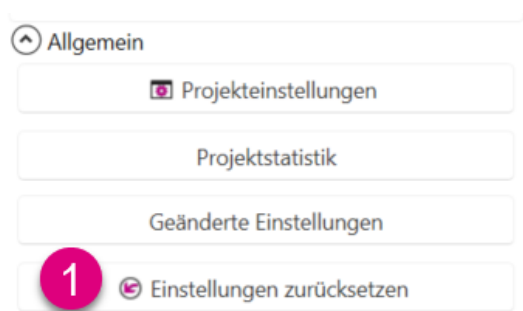 Allgemein
Projekteinstellungen
Projektstatistik
Geänderte Einstellungen
1 Einstellungen zurücksetzen